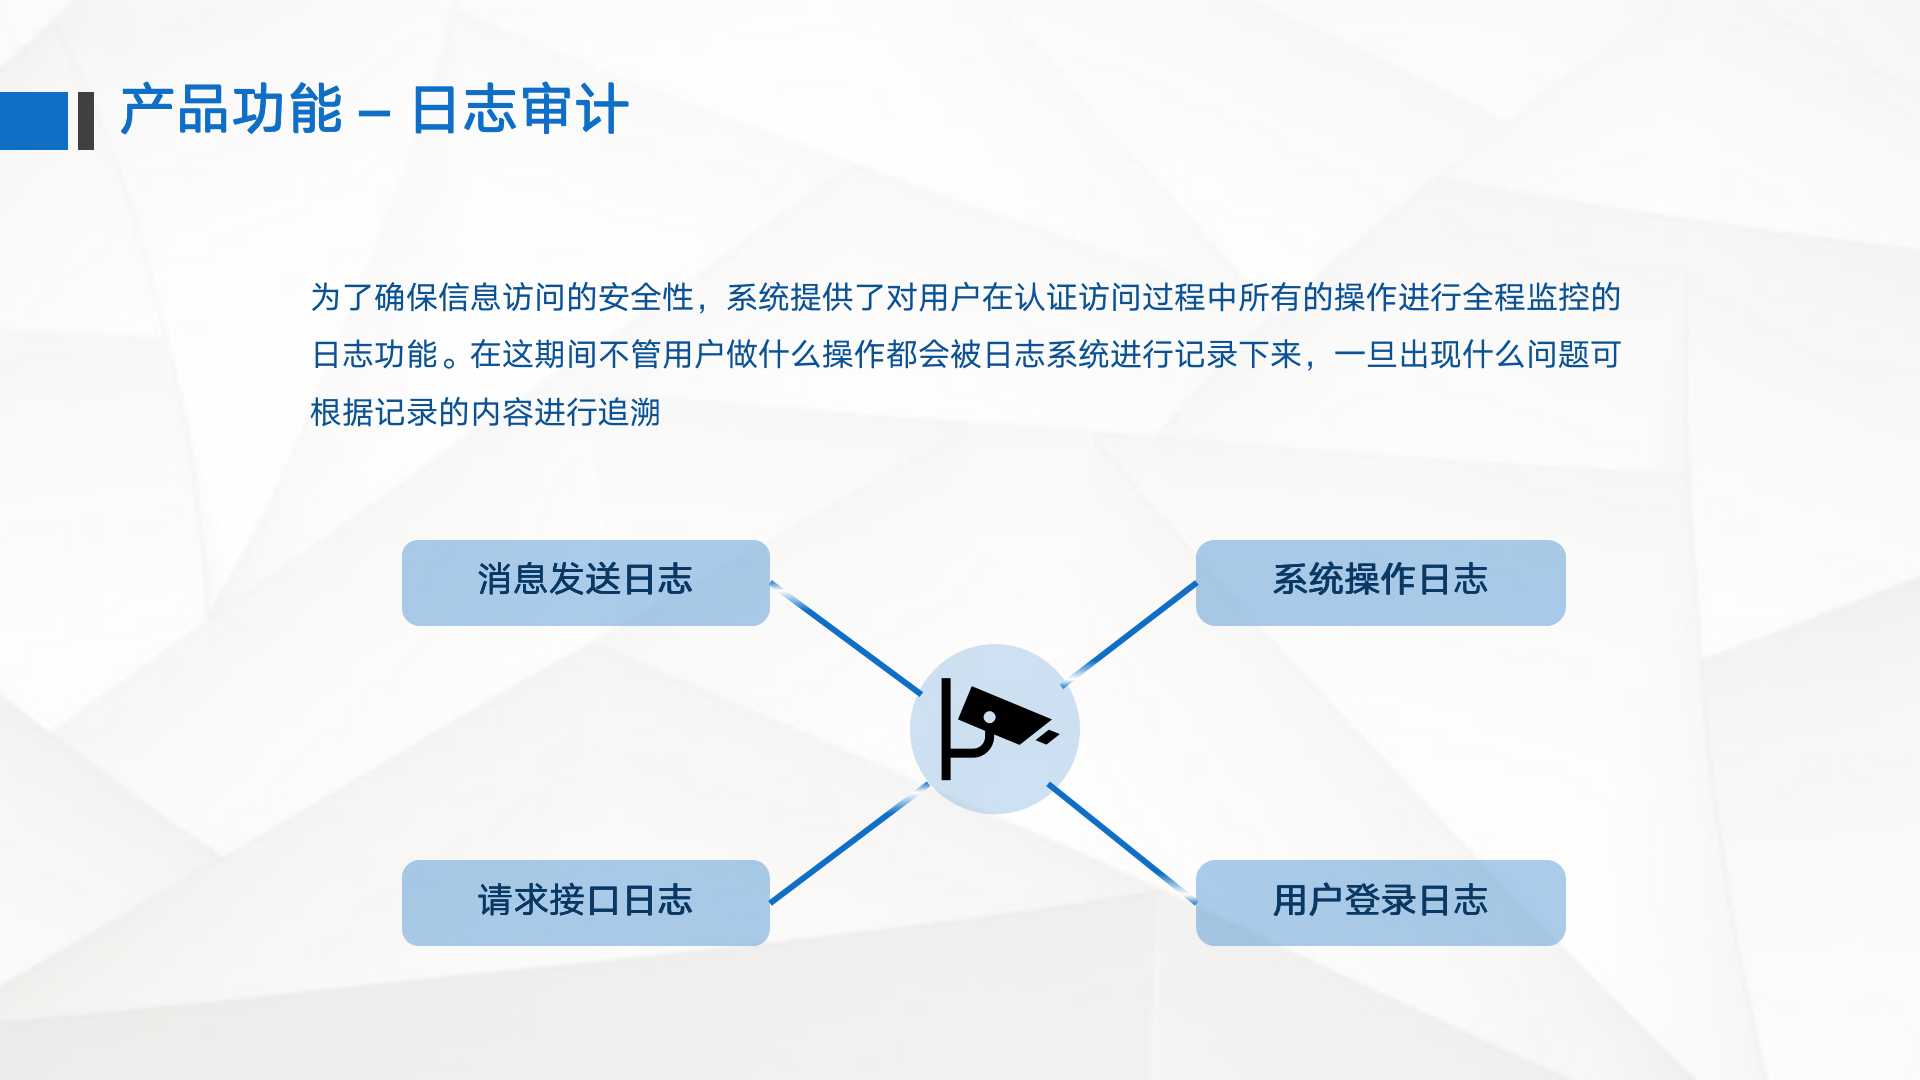 产品功能 – 日志审计
为了确保信息访问的安全性，系统提供了对用户在认证访问过程中所有的操作进行全程监控的
日志功能。在这期间不管用户做什么操作都会被日志系统进行记录下来，一旦出现什么问题可
根据记录的内容进行追溯
消息发送日志
系统操作日志
请求接口日志
用户登录日志